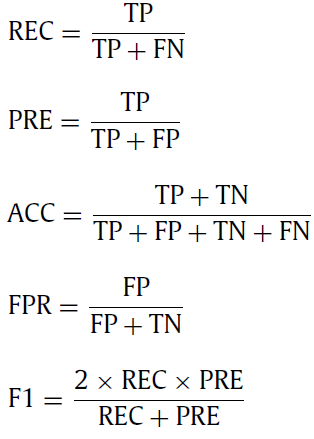 REC = TP / TP + FN
PRE = TP / TP + FP
ACC = TP + TN / TP + FP + TN + FN
FPR = FP / FP + TN
F1 = 2 × REC × PRE / REC + PRE